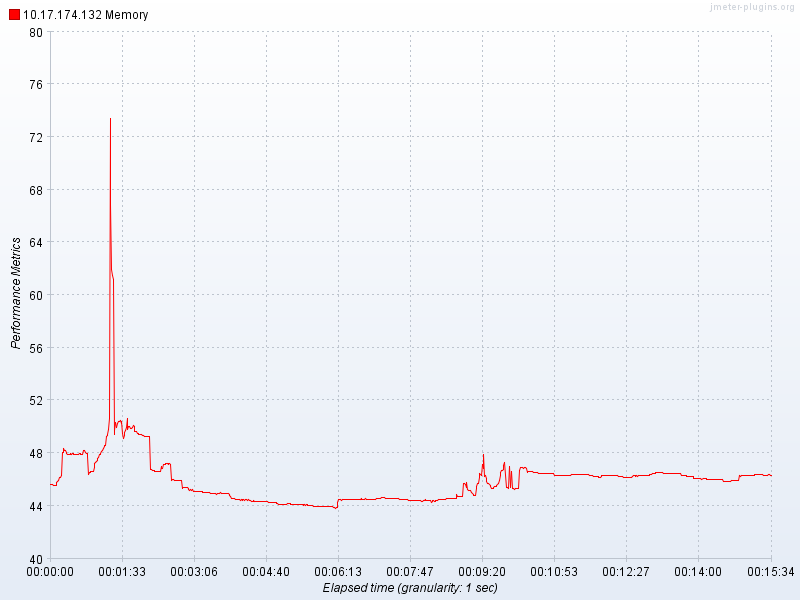 10.17.174.132 Memory
jmeter-plugins.org
80
76
72
68
64
60
56
52
48
44
40
Performance Metrics
00:00:00 00:01:33 00:03:06 00:04:40 00:06:13 00:07:47 00:09:20 00:10:53 00:12:27 00:14:00 00:15:34
Elapsed time (granularity: 1 sec)